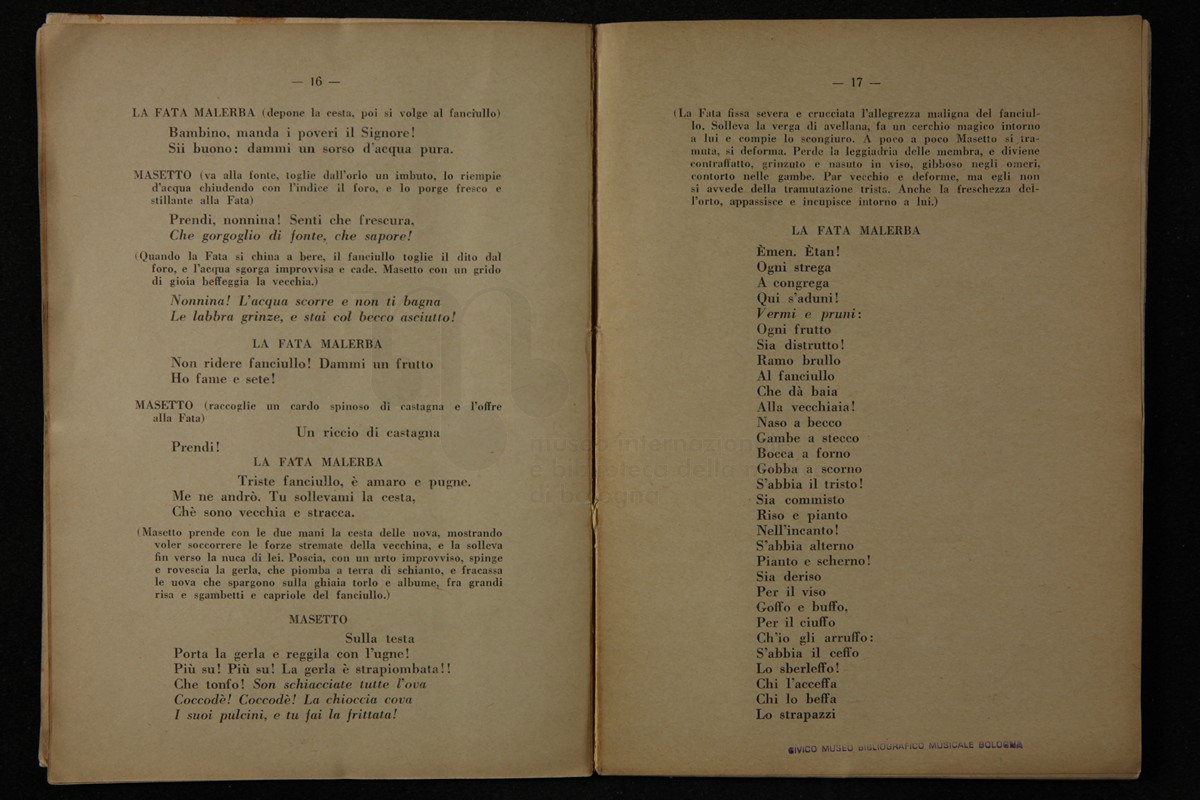 — 16 —
LA FATA MALERBA (depone la cesta, poi si volge al fanciullo)
Bambino, manda i poveri il Signore!
Sii buono: dammi un sorso d'acqua pura.
MASETTO (va alla fonte, toglie dall'orlo un imbuto, lo riempie
d'acqua chiudendo con l'indice il foro, e lo porge fresco e
stillante alla Fata)
Prendi, nonnina! Senti che frescura,
Che gorgoglio di fonte, che sapore!
(Quando la Fata si china a bere, il fanciullo toglie il dito dal
foro, e l'acqua sgorga improvvisa e cade. Masetto con un grido
di gioia beffeggia la vecchia.)
Nonnina! L'acqua scorre e non ti bagna
Le labbra grinze, e stai col becco asciutto!
LA FATA MALERBA
Non ridere fanciullo! Dammi un frutto
Ho fame e sete!
MASETTO (raccoglie un cardo spinoso di castagna e l'offre
alla Fata)
Un riccio di castagna
Prendi!
LA FATA MALERBA
Triste fanciullo, è amaro e pugne.
Me ne andrò. Tu sollevami la cesta,
Chè sono vecchia e stracca.
(Masetto prende con le due mani la cesta delle uova, mostrando
voler soccorrere le forze stremate della vecchina, e la solleva
fin verso la nuca di lei. Poscia, con un urto improvviso, spinge
e rovescia la gerla, che piomba a terra di schianto, e fracassa
le uova che spargono sulla ghiaia torlo e albume, fra grandi
risa e sgambetti e capriole del fanciullo.)
MASETTO
Sulla testa
Porta la gerla e reggila con l'ugne!
Più su! Più su! La gerla è strapiombata!!
Che tonfo! Son schiacciate tutte l'ova
Coccodè! Coccodè! La chioccia cova
I suoi pulcini, e tu fai la frittata!
— 17 —
(La Fata fissa severa e crucciata l'allegrezza maligna del fanciul-
lo. Solleva la verga di avellana, fa un cerchio magico intorno
a lui e compie lo scongiuro. A poco a poco Masetto si tra-
muta, si deforma. Perde la leggiadria delle membra, e diviene
contraffatto, grinzuto e nasuto in viso, gibboso negli omeri,
contorto nelle gambe. Par vecchio e deforme, ma egli non
si avvede della tramutazione trista. Anche la freschezza del-
l'orto, appassisce e incupisce intorno a lui.)
LA FATA MALERBA
Èmen. Ètan!
Ogni strega
A congrega
Qui s'aduni!
Vermi e pruni:
Ogni frutto
Sia distrutto!
Ramo brullo
Al fanciullo
Che dà baia
Alla vecchiaia!
Naso a becco
Gambe a stecco
Bocca a forno
Gobba a scorno
S'abbia il tristo!
Sia commisto
Riso e pianto
Nell'incanto!
S'abbia alterno
Pianto e scherno!
Sia deriso
Per il viso
Goffo e buffo,
Per il ciuffo
Ch'io gli arruffo:
S'abbia il ceffo
Lo sberleffo!
Chi l'acceffa
Chi lo beffa
Lo strapazzi
CIVICO MUSEO BIBLIOGRAFICO MUSICALE BOLOGNA
museo internazion
e biblioteca della
di bologna